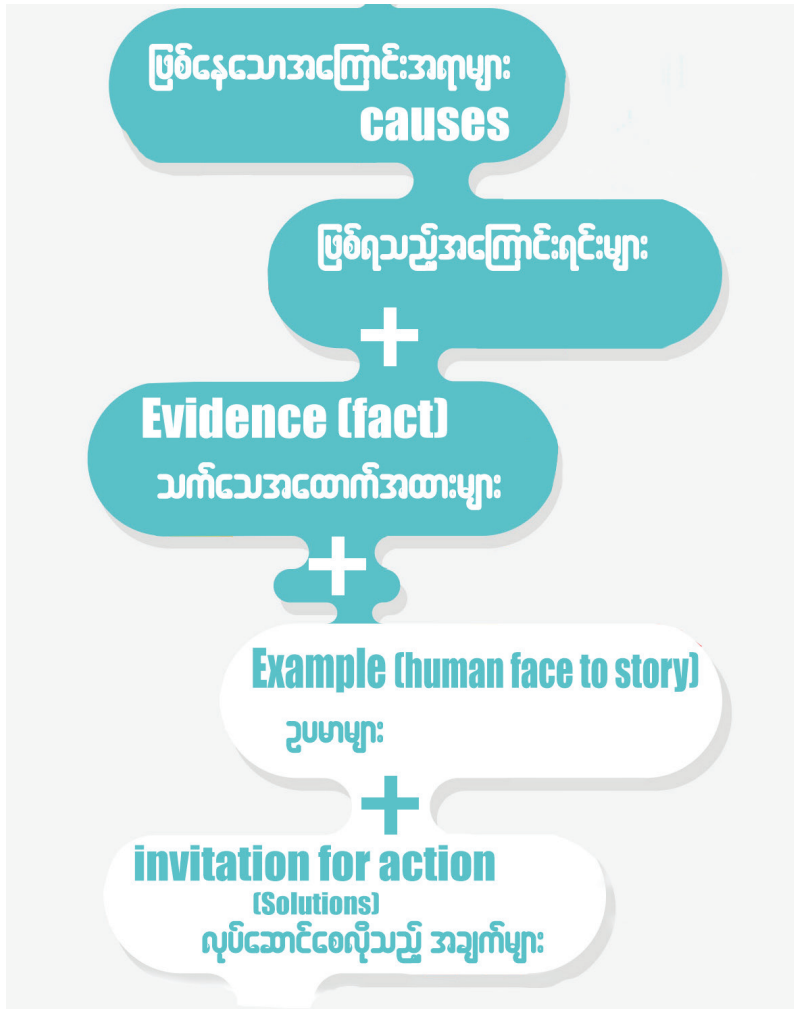 ဖြစ်နေသောအကြောင်းအရာများ
causes
ဖြစ်ရသည့်အကြောင်းရင်းများ
+
Evidence (fact)
သက်သေအထောက်အထားများ
+
Example (human face to story)
ဥပမာများ
+
invitation for action
(Solutions)
လုပ်ဆောင်စေလိုသည့် အချက်များ